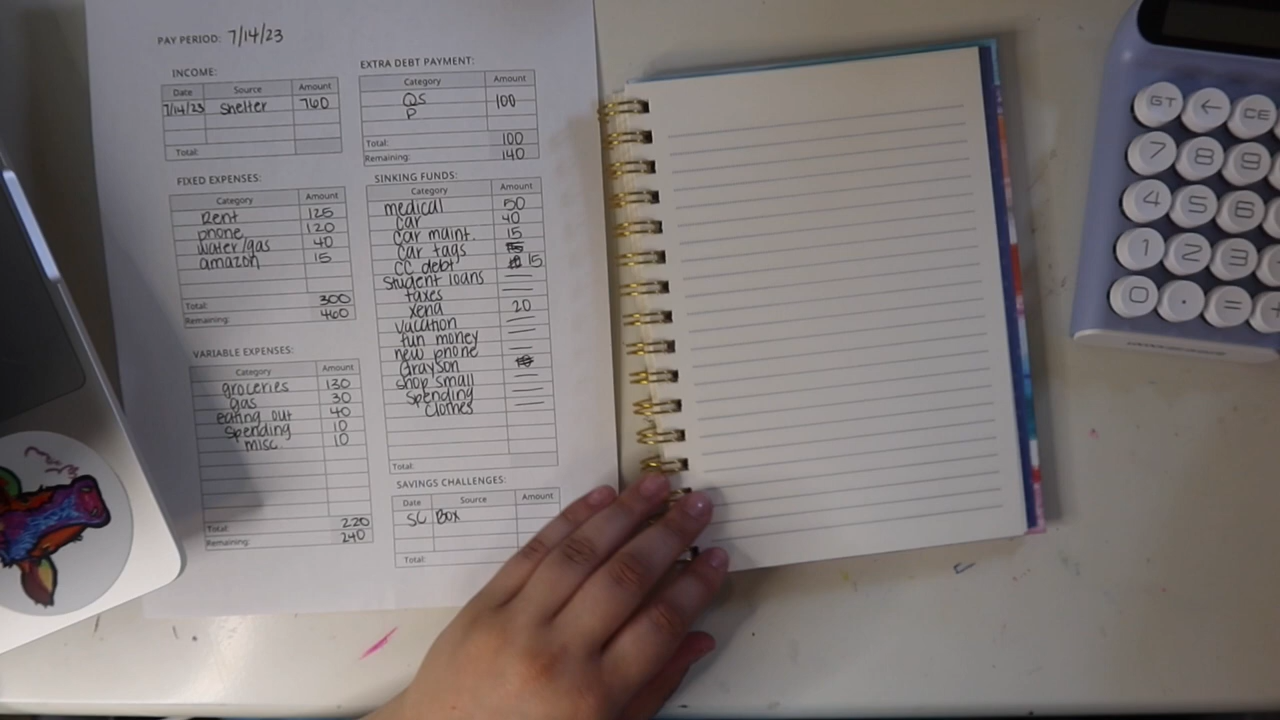 PAY PERIOD: 7/14/23
INCOME:
Date Source Amount
7/14/23 Shelter 760
Total:
FIXED EXPENSES:
Category Amount
Rent 125
phone 120
water/gas 40
amazon 15
Total: 300
Remaining: 460
VARIABLE EXPENSES:
Category Amount
groceries 130
gas 30
eating out 40
spending 10
misc. 10
Total: 220
Remaining: 240
EXTRA DEBT PAYMENT:
Category Amount
QS 100
P
Total: 100
Remaining: 140
SINKING FUNDS:
Category Amount
medical 50
car 40
car maint. 15
car tags
CC debt 15
student loans —
taxes —
xena 20
vacation —
fun money —
new phone —
Grayson
shop small —
spending —
clothes —
Total:
SAVINGS CHALLENGES:
Date Source Amount
SC Box
Total:
GT ← CE
7 8 9
4 5 6
1 2 3
0 . =